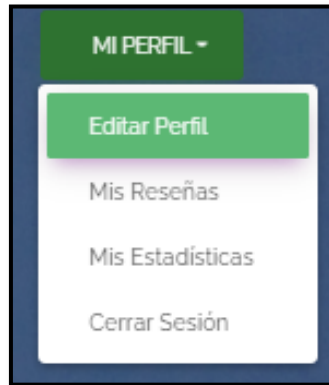 MI PERFIL
Editar Perfil
Mis Reseñas
Mis Estadísticas
Cerrar Sesión